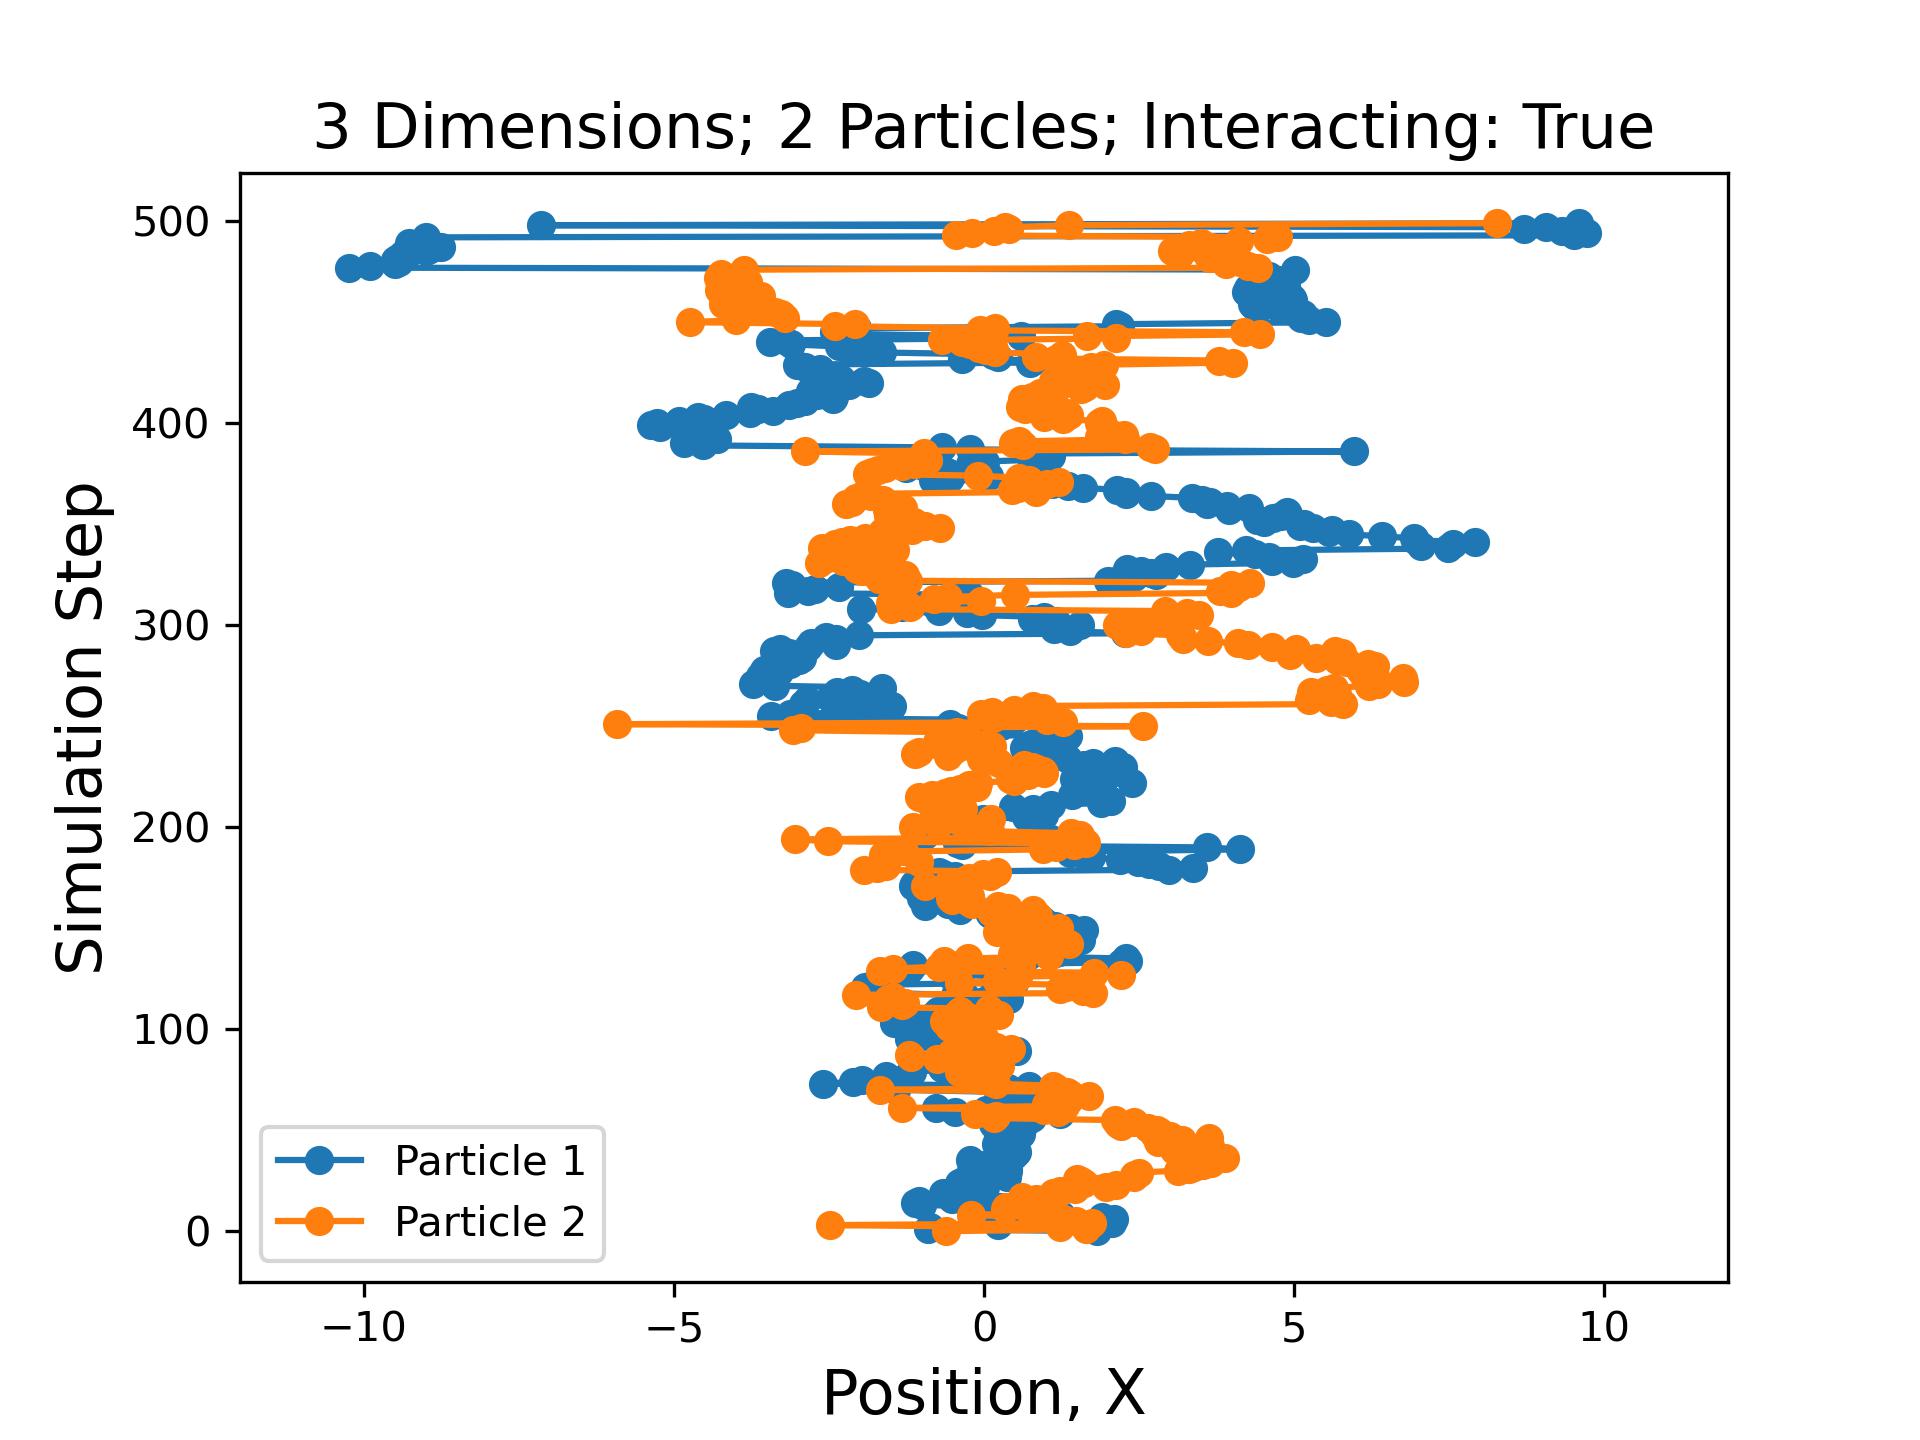 3 Dimensions; 2 Particles; Interacting: True
Simulation Step
500
400
300
200
100
0
Particle 1
Particle 2
−10
−5
0
5
10
Position, X